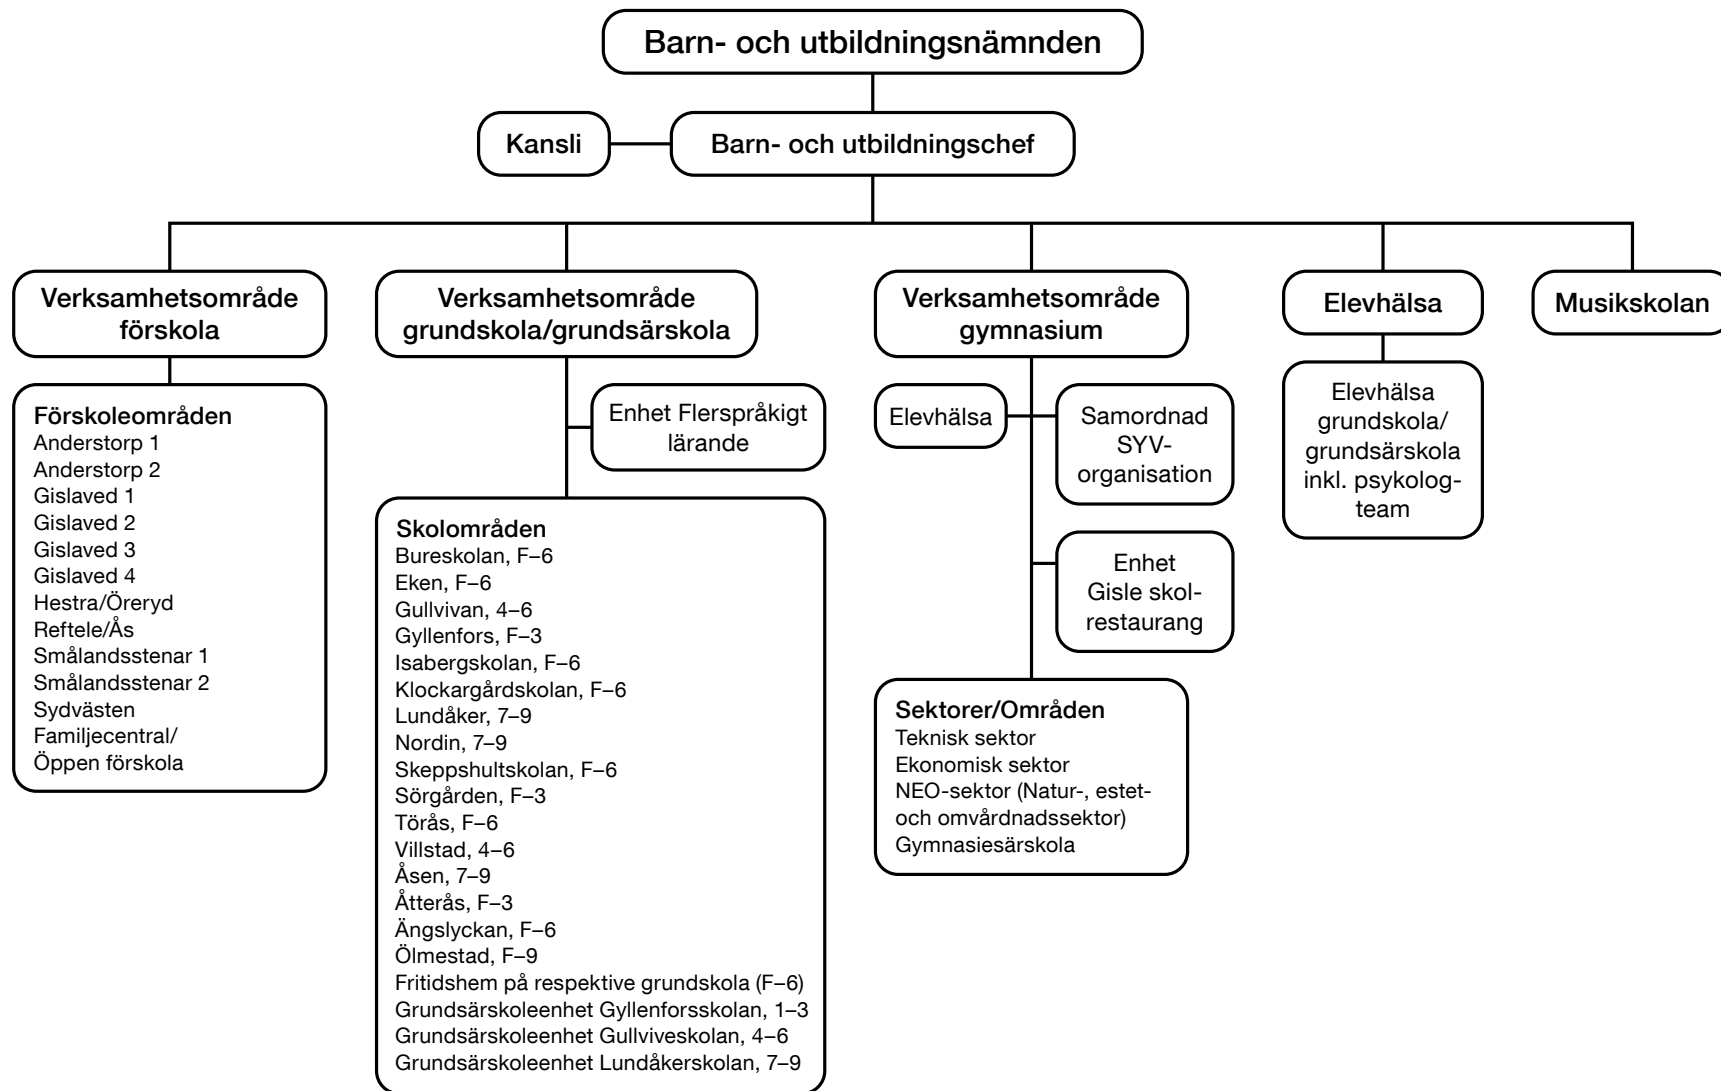 Barn- och utbildningsnämnden
Kansli
Barn- och utbildningschef
Verksamhetsområde
förskola
Verksamhetsområde
grundskola/grundsärskola
Verksamhetsområde
gymnasium
Elevhälsa
Musikskolan
Förskoleområden
Anderstorp 1
Anderstorp 2
Gislaved 1
Gislaved 2
Gislaved 3
Gislaved 4
Hestra/Öreryd
Reftele/Ås
Smålandsstenar 1
Smålandsstenar 2
Sydvästen
Familjecentral/
Öppen förskola
Enhet Flerspråkigt
lärande
Skolområden
Bureskolan, F–6
Eken, F–6
Gullvivan, 4–6
Gyllenfors, F–3
Isabergskolan, F–6
Klockargårdskolan, F–6
Lundåker, 7–9
Nordin, 7–9
Skeppshultskolan, F–6
Sörgården, F–3
Törås, F–6
Villstad, 4–6
Åsen, 7–9
Åtterås, F–3
Ängslyckan, F–6
Ölmestad, F–9
Fritidshem på respektive grundskola (F–6)
Grundsärskoleenhet Gyllenforsskolan, 1–3
Grundsärskoleenhet Gullviveskolan, 4–6
Grundsärskoleenhet Lundåkerskolan, 7–9
Elevhälsa
Samordnad
SYV-
organisation
Enhet
Gisle skol-
restaurang
Sektorer/Områden
Teknisk sektor
Ekonomisk sektor
NEO-sektor (Natur-, estet-
och omvårdnadssektor)
Gymnasiesärskola
Elevhälsa
grundskola/
grundsärskola
inkl. psykolog-
team